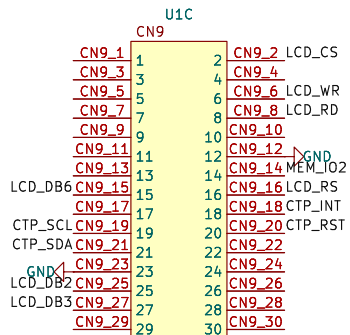 U1C
CN9
CN9_1 1 2 CN9_2 LCD_CS
CN9_3 3 4 CN9_4
CN9_5 5 6 CN9_6 LCD_WR
CN9_7 7 8 CN9_8 LCD_RD
CN9_9 9 10 CN9_10
CN9_11 11 12 CN9_12 GND
CN9_13 13 14 CN9_14 MEM_IO2
LCD_DB6 CN9_15 15 16 CN9_16 LCD_RS
CN9_17 17 18 CN9_18 CTP_INT
CTP_SCL CN9_19 19 20 CN9_20 CTP_RST
CTP_SDA CN9_21 21 22 CN9_22
GND CN9_23 23 24 CN9_24
LCD_DB2 CN9_25 25 26 CN9_26
LCD_DB3 CN9_27 27 28 CN9_28
CN9_29 29 30 CN9_30